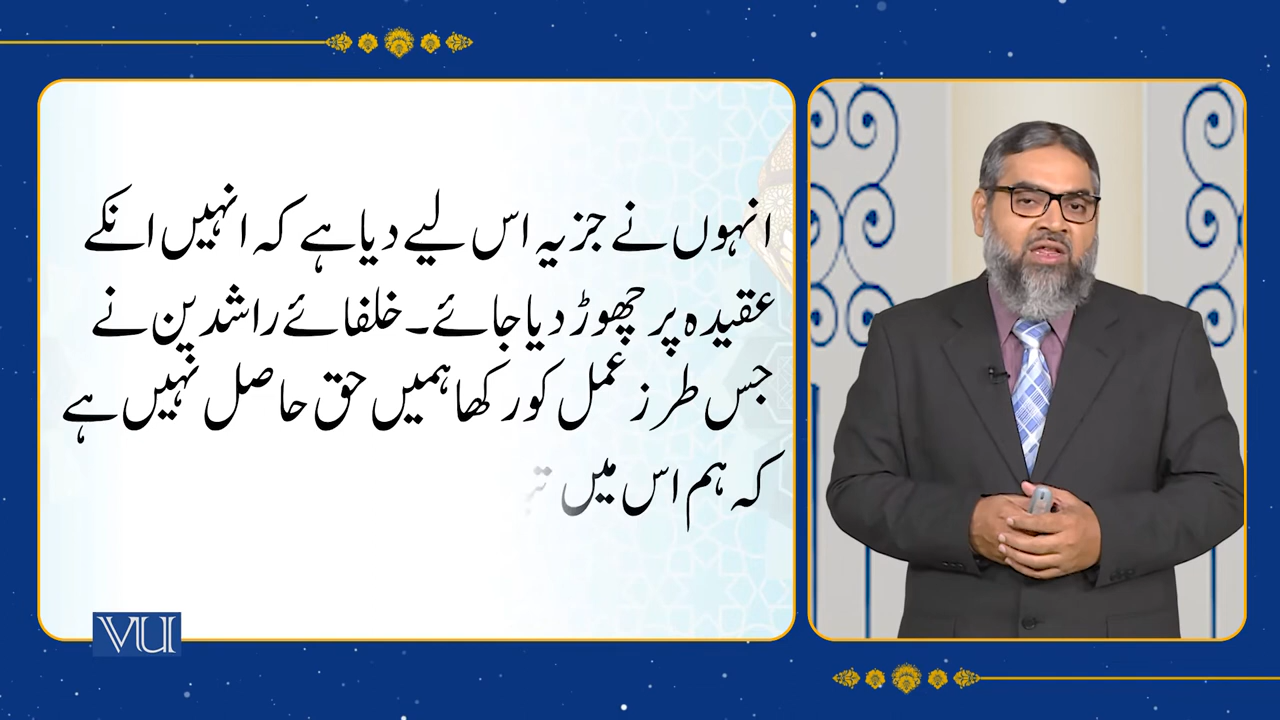 انہوں نے جزیہ اس لیے دیا ہے کہ انہیں انکے
عقیدہ پر چھوڑ دیا جائے۔ خلفائے راشدین نے
جس طرز عمل کو رکھا ہمیں حق حاصل نہیں ہے
کہ ہم اس میں
VU